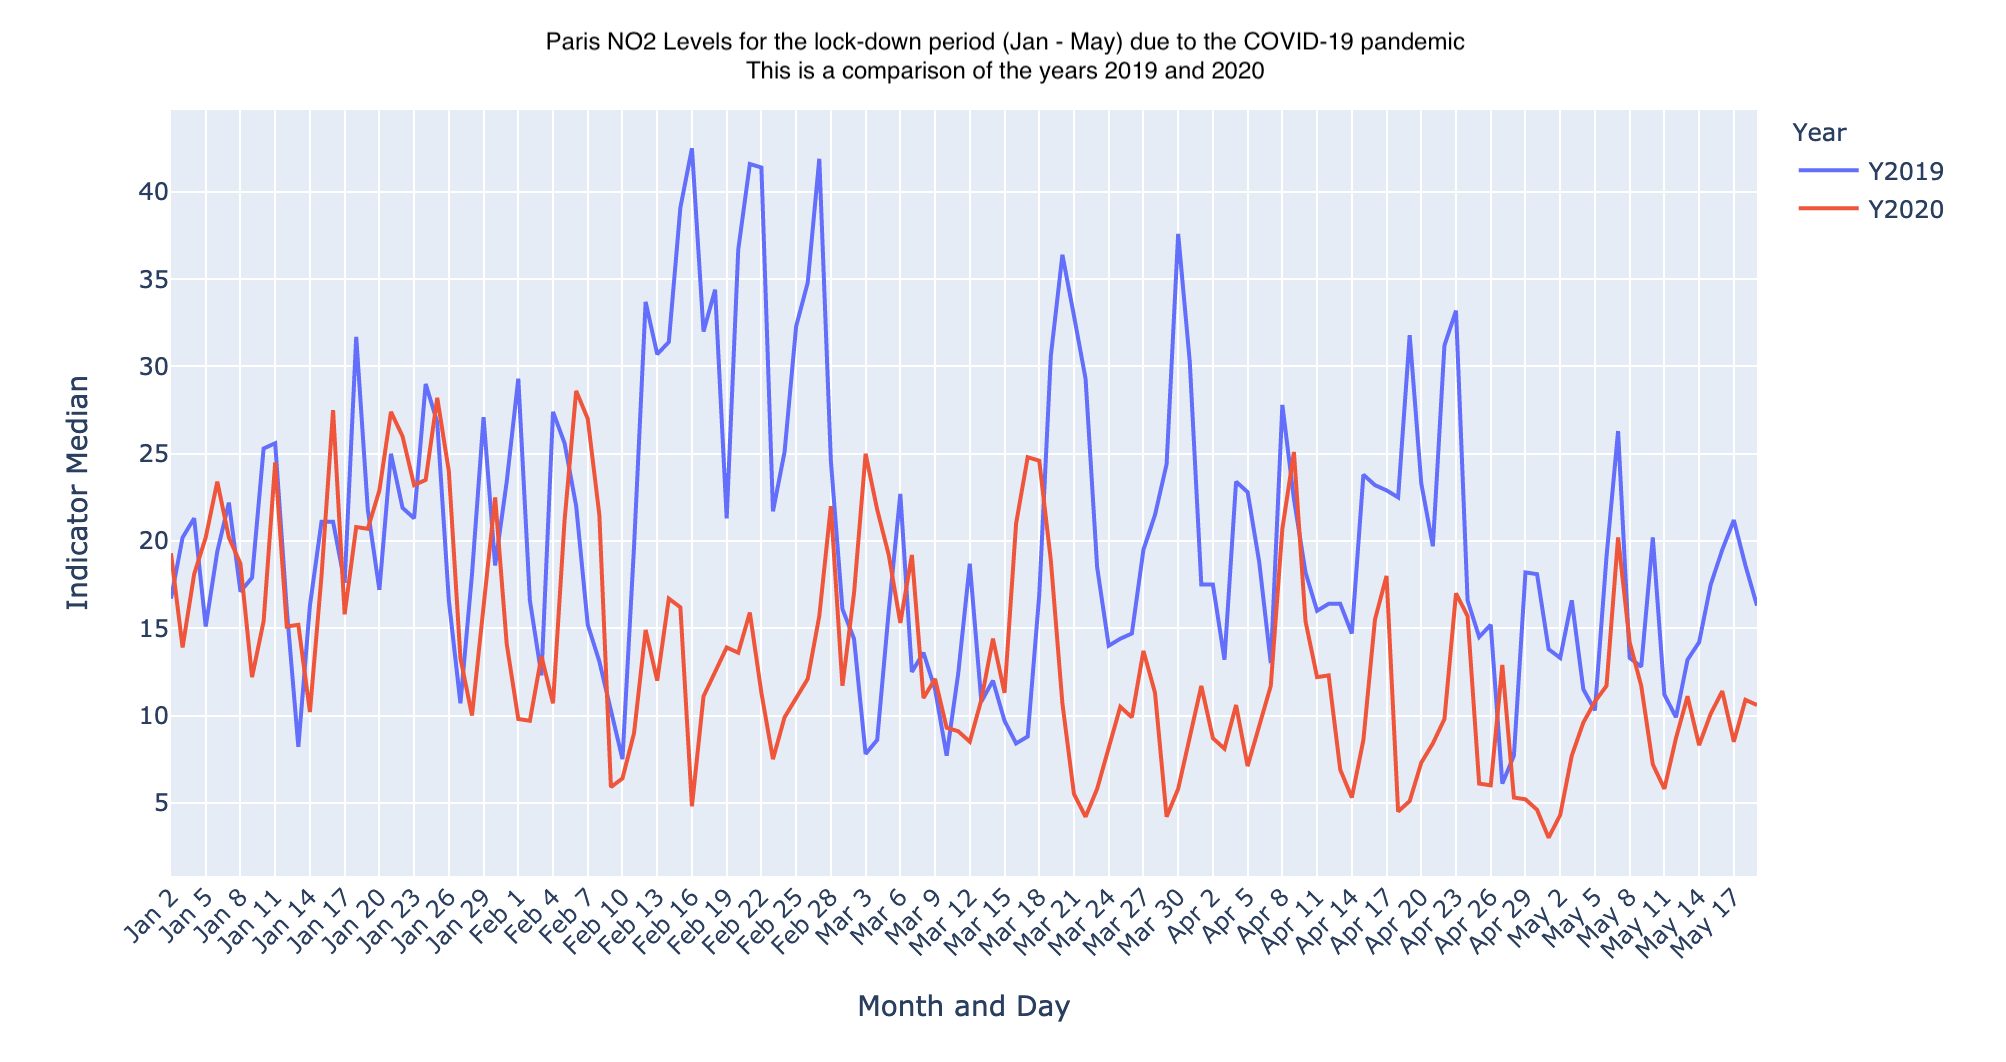 Paris NO2 Levels for the lock-down period (Jan - May) due to the COVID-19 pandemic
This is a comparison of the years 2019 and 2020
Year
Y2019
Y2020
40
35
30
25
20
15
10
5
Indicator Median
Jan 2
Jan 5
Jan 8
Jan 11
Jan 14
Jan 17
Jan 20
Jan 23
Jan 26
Jan 29
Feb 1
Feb 4
Feb 7
Feb 10
Feb 13
Feb 16
Feb 19
Feb 22
Feb 25
Feb 28
Mar 3
Mar 6
Mar 9
Mar 12
Mar 15
Mar 18
Mar 21
Mar 24
Mar 27
Mar 30
Apr 2
Apr 5
Apr 8
Apr 11
Apr 14
Apr 17
Apr 20
Apr 23
Apr 26
Apr 29
May 2
May 5
May 8
May 11
May 14
May 17
Month and Day